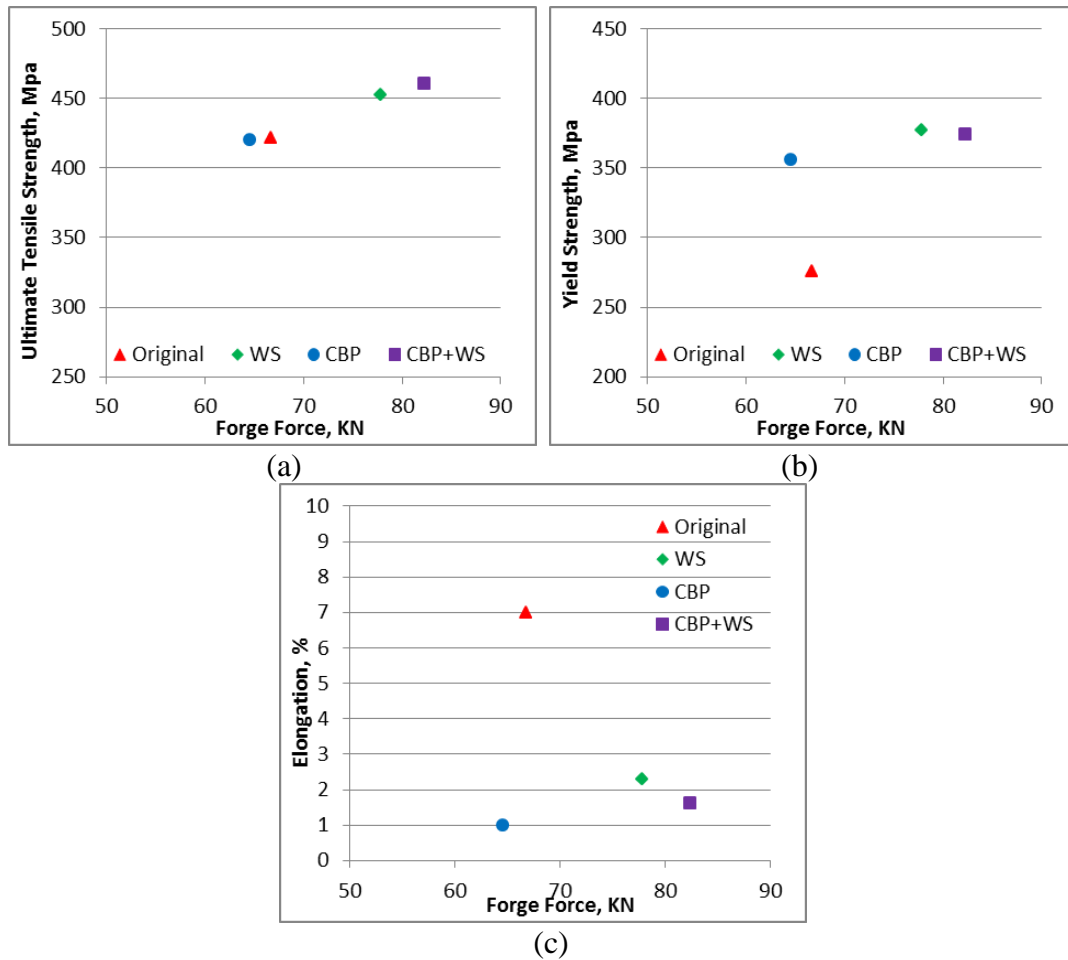 Ultimate Tensile Strength, Mpa
500
450
400
350
300
250
Original WS CBP CBP+WS
50 60 70 80 90
Forge Force, KN
(a)
Yield Strength, Mpa
450
400
350
300
250
200
Original WS CBP CBP+WS
50 60 70 80 90
Forge Force, KN
(b)
Elongation, %
10
9
8
7
6
5
4
3
2
1
0
Original
WS
CBP
CBP+WS
50 60 70 80 90
Forge Force, KN
(c)